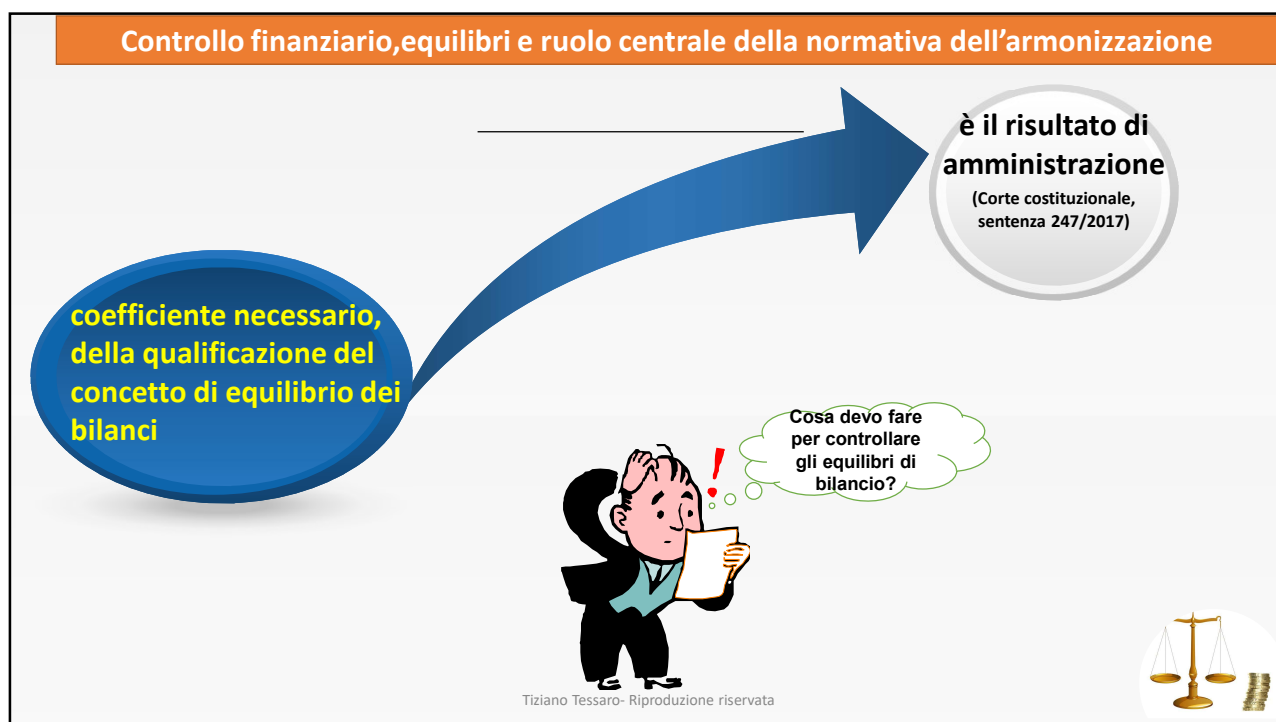 Controllo finanziario,equilibri e ruolo centrale della normativa dell’armonizzazione
è il risultato di
amministrazione
(Corte costituzionale,
sentenza 247/2017)
coefficiente necessario,
della qualificazione del
concetto di equilibrio dei
bilanci
Cosa devo fare
per controllare
gli equilibri di
bilancio?
!
Tiziano Tessaro- Riproduzione riservata